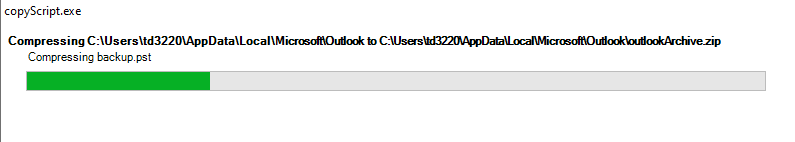 copyScript.exe
Compressing C:\Users\td3220\AppData\Local\Microsoft\Outlook to C:\Users\td3220\AppData\Local\Microsoft\Outlook\outlookArchive.zip
Compressing backup.pst